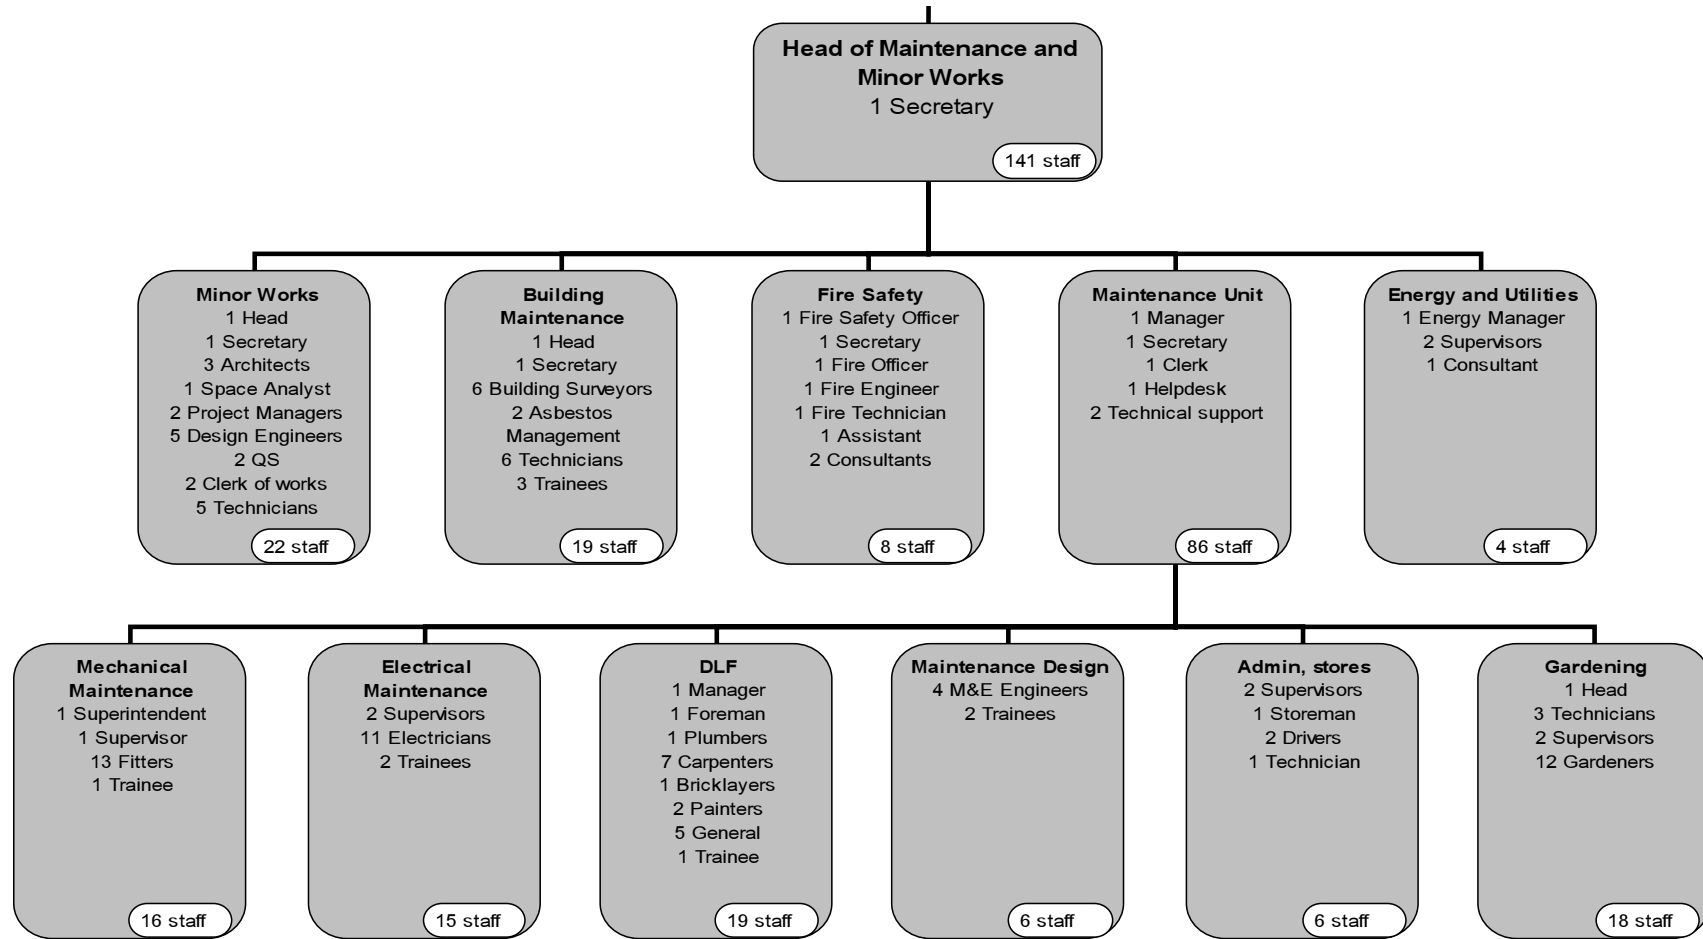 Head of Maintenance and
Minor Works
1 Secretary
141 staff
Minor Works
1 Head
1 Secretary
3 Architects
1 Space Analyst
2 Project Managers
5 Design Engineers
2 QS
2 Clerk of works
5 Technicians
22 staff
Building
Maintenance
1 Head
1 Secretary
6 Building Surveyors
2 Asbestos
Management
6 Technicians
3 Trainees
19 staff
Fire Safety
1 Fire Safety Officer
1 Secretary
1 Fire Officer
1 Fire Engineer
1 Fire Technician
1 Assistant
2 Consultants
8 staff
Maintenance Unit
1 Manager
1 Secretary
1 Clerk
1 Helpdesk
2 Technical support
86 staff
Energy and Utilities
1 Energy Manager
2 Supervisors
1 Consultant
4 staff
Mechanical
Maintenance
1 Superintendent
1 Supervisor
13 Fitters
1 Trainee
16 staff
Electrical
Maintenance
2 Supervisors
11 Electricians
2 Trainees
15 staff
DLF
1 Manager
1 Foreman
1 Plumbers
7 Carpenters
1 Bricklayers
2 Painters
5 General
1 Trainee
19 staff
Maintenance Design
4 M&E Engineers
2 Trainees
6 staff
Admin, stores
2 Supervisors
1 Storeman
2 Drivers
1 Technician
6 staff
Gardening
1 Head
3 Technicians
2 Supervisors
12 Gardeners
18 staff